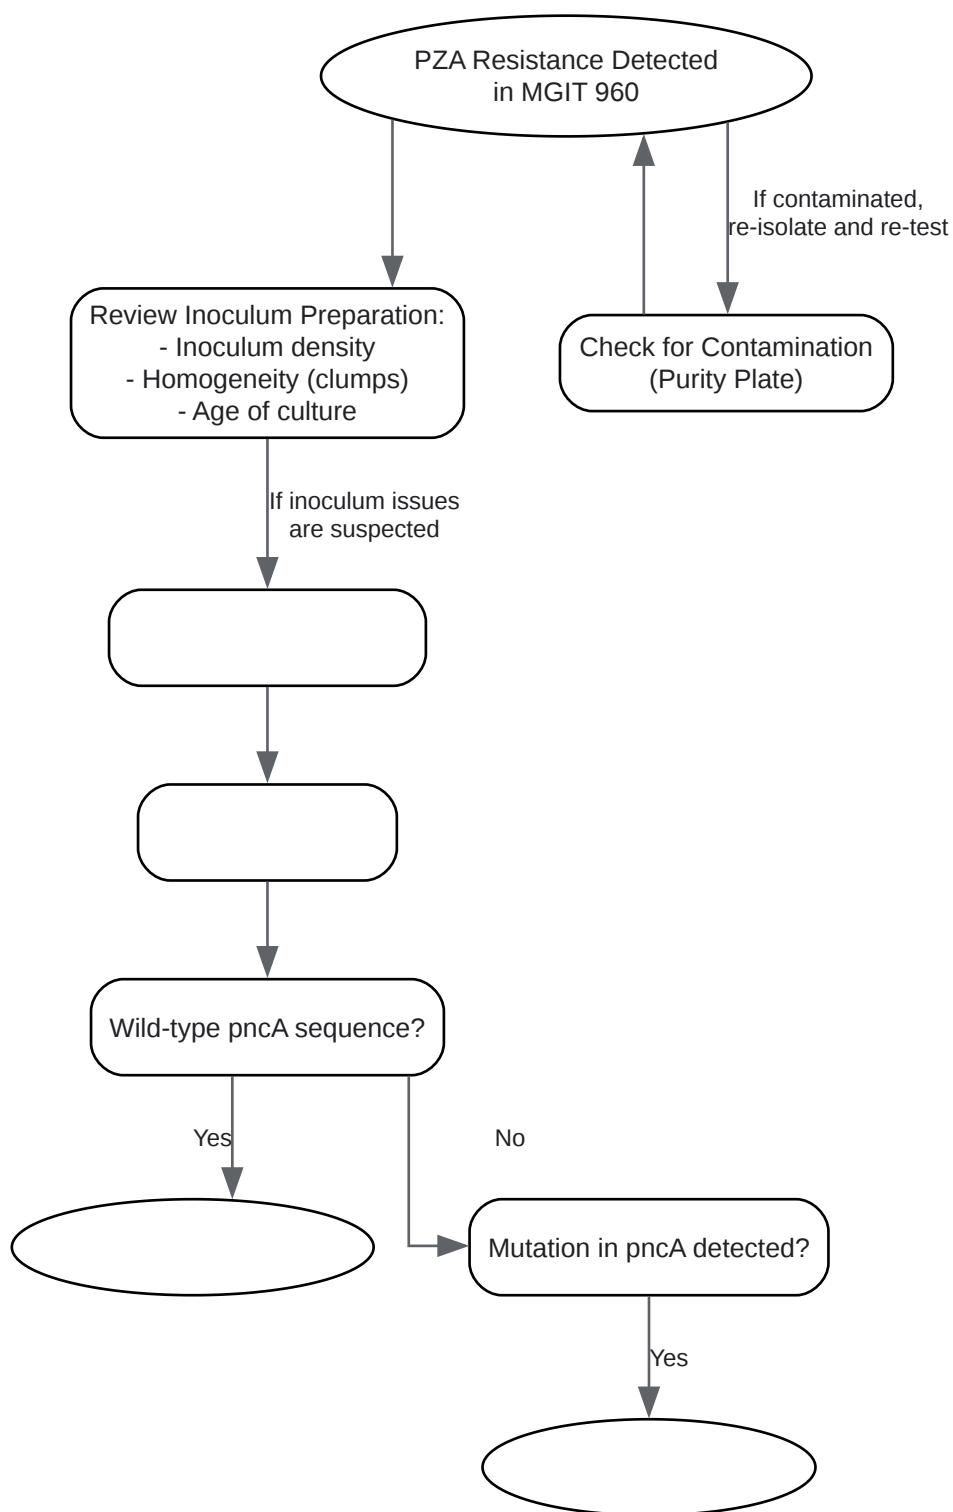 PZA Resistance Detected
in MGIT 960
If contaminated,
re-isolate and re-test
Review Inoculum Preparation:
- Inoculum density
- Homogeneity (clumps)
- Age of culture
Check for Contamination
(Purity Plate)
If inoculum issues
are suspected
Wild-type pncA sequence?
Yes
No
Mutation in pncA detected?
Yes